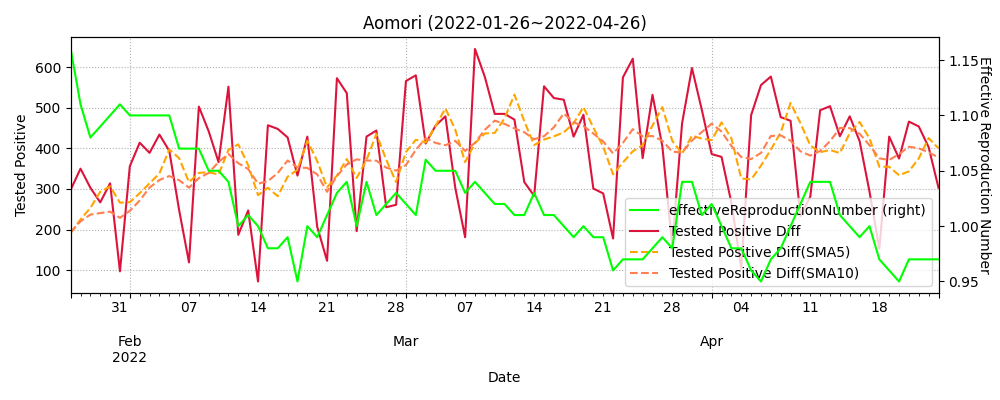 Aomori (2022-01-26~2022-04-26)
Tested Positive
600
500
400
300
200
100
1.15
1.10
1.05
1.00
0.95
Effective Reproduction Number
effectiveReproductionNumber (right)
Tested Positive Diff
Tested Positive Diff(SMA5)
Tested Positive Diff(SMA10)
31 07 14 21 28 07 14 21 28 04 11 18
Feb Mar Apr
2022
Date